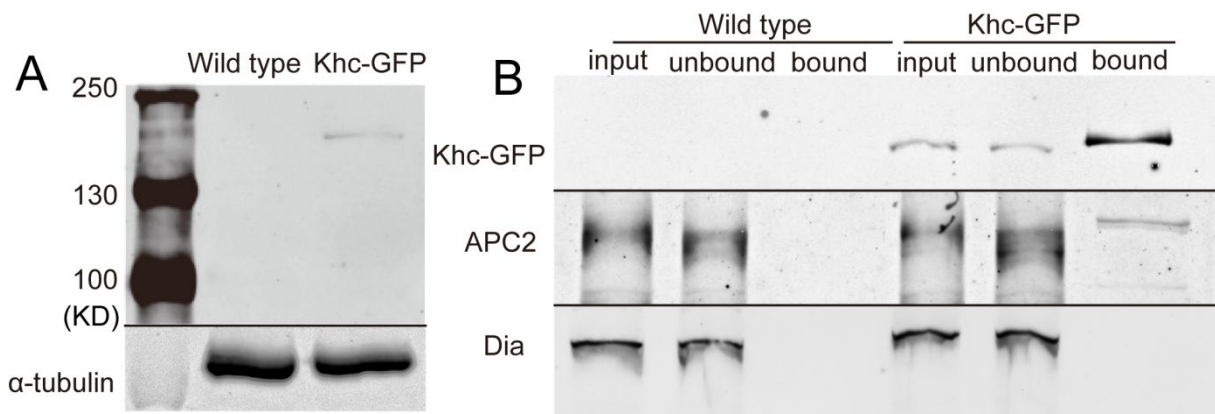 A
Wild type Khc-GFP
250
130
100
(KD)
α-tubulin
B
Wild type Khc-GFP
input unbound bound input unbound bound
Khc-GFP
APC2
Dia